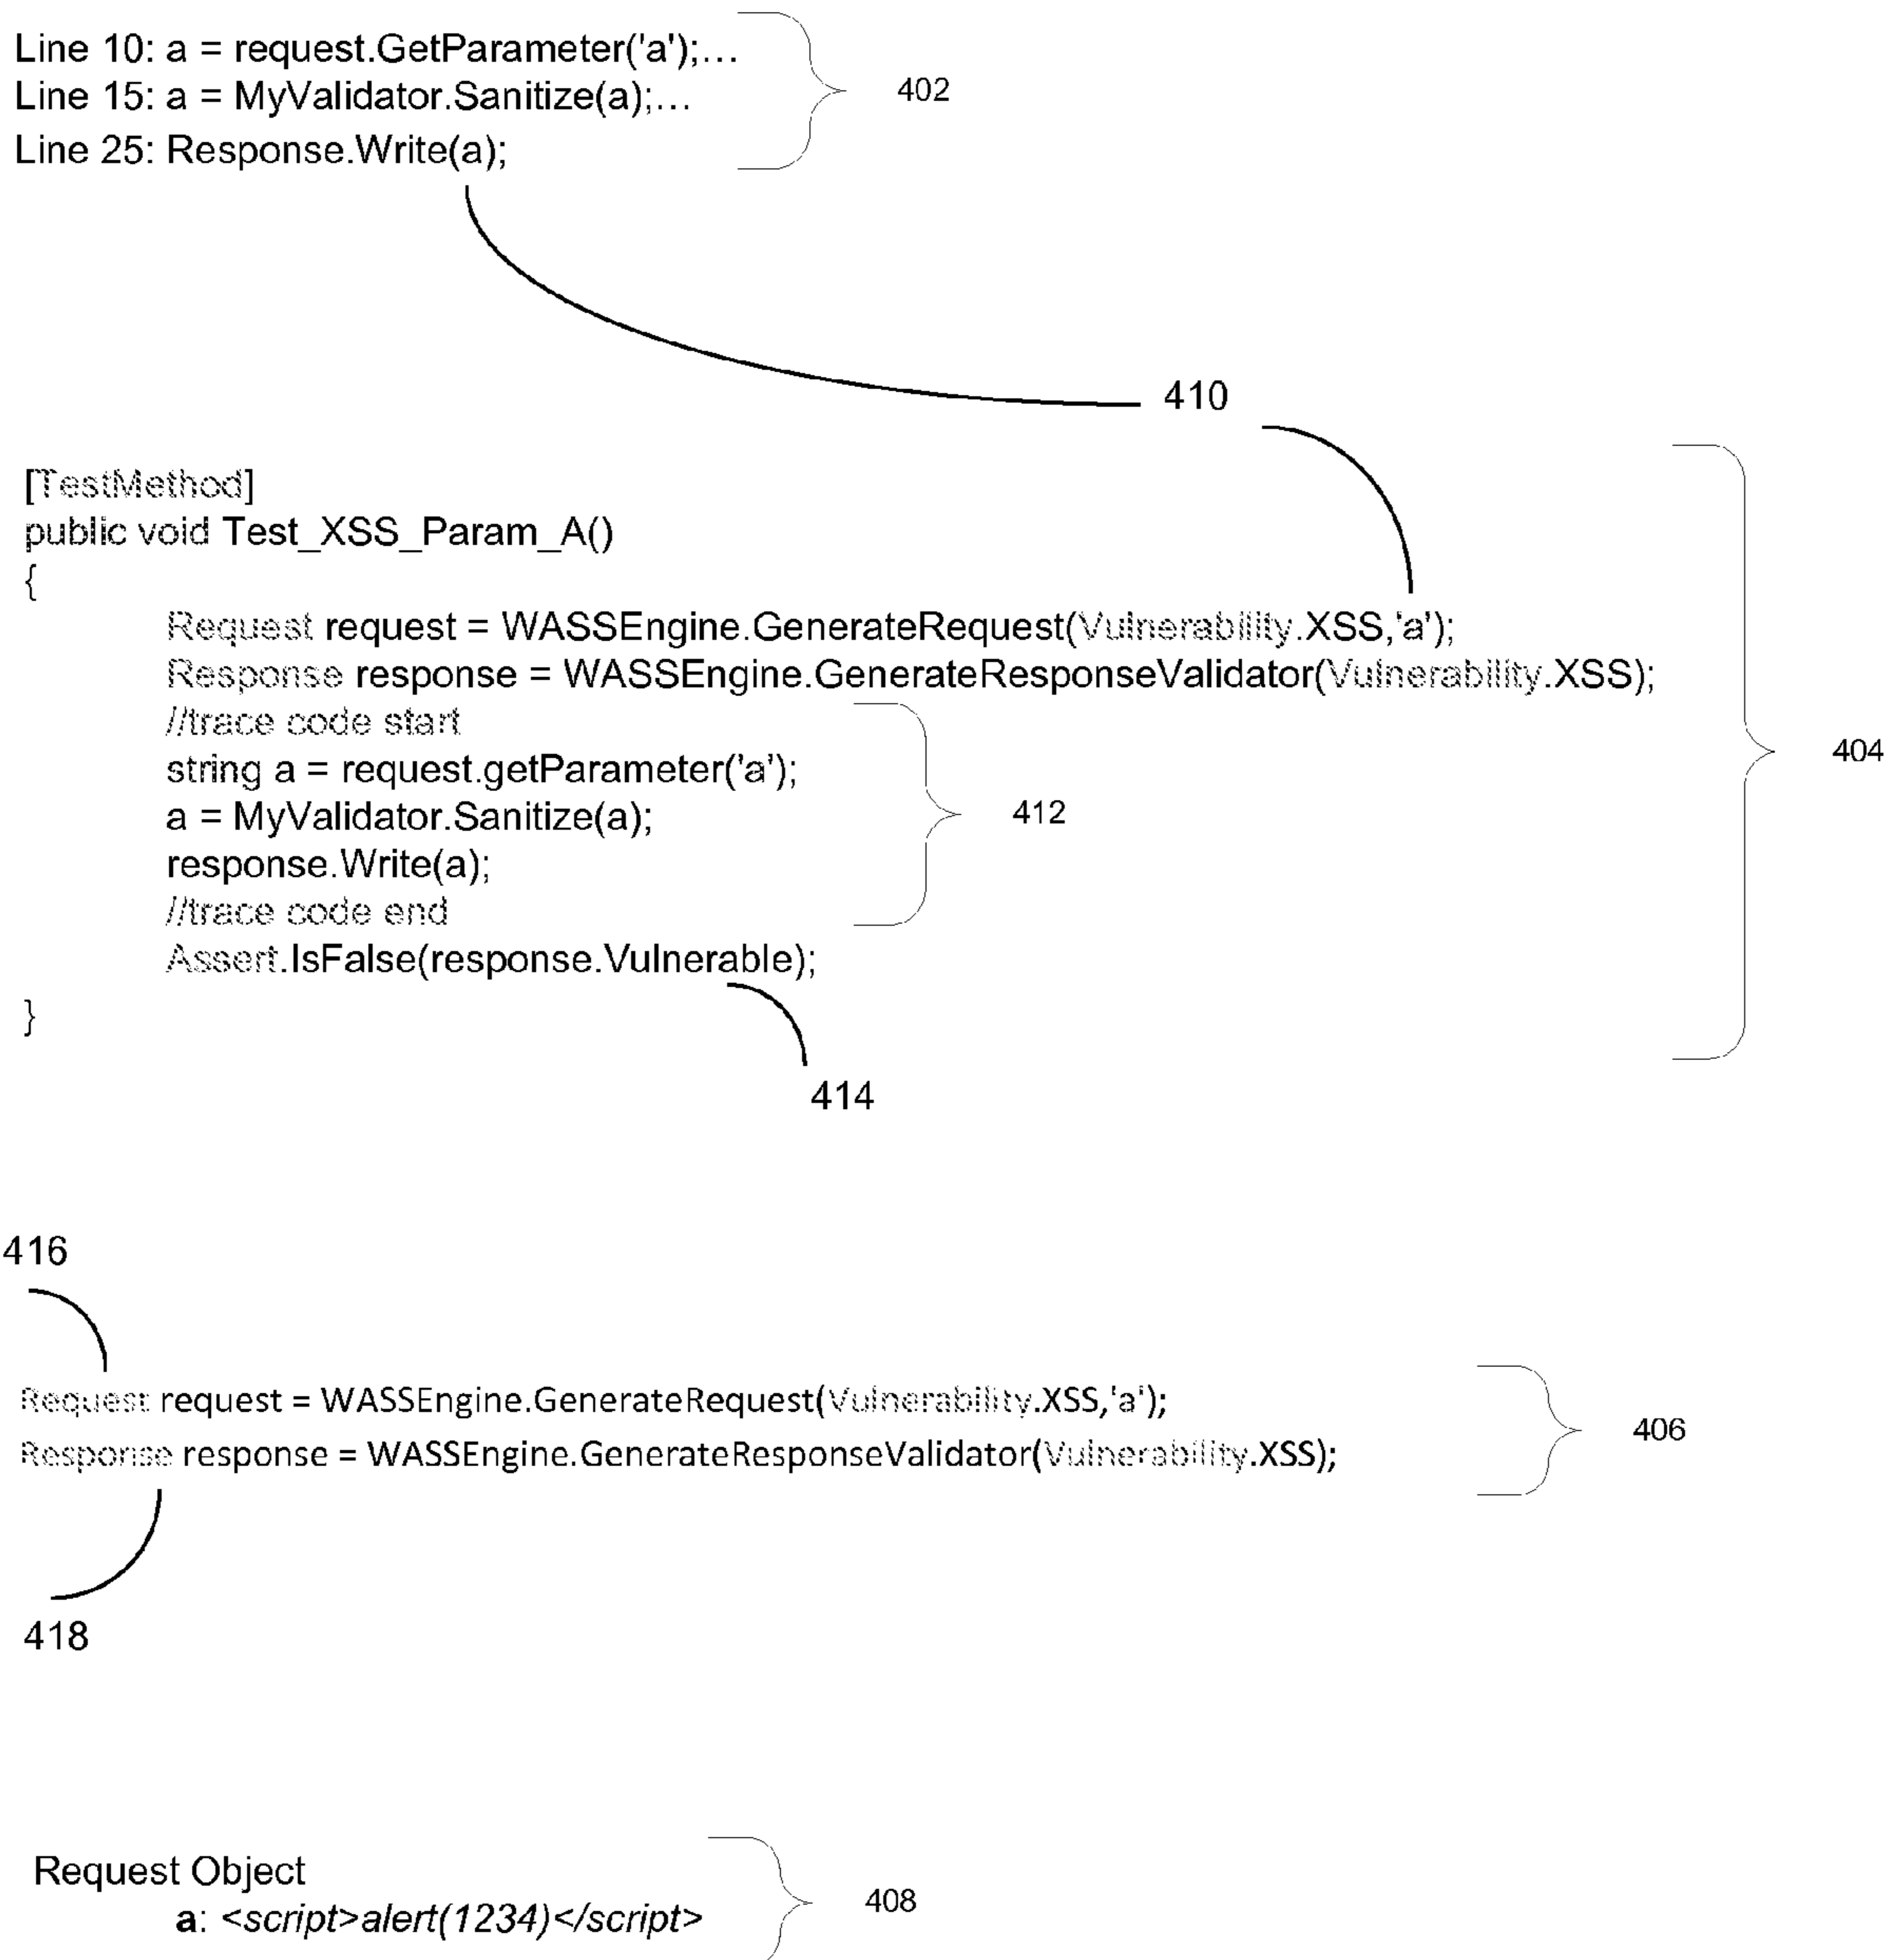 Line 10: a = request.GetParameter('a');...
Line 15: a = MyValidator.Sanitize(a);...
Line 25: Response.Write(a);
402
410
[TestMethod]
public void Test_XSS_Param_A()
{
Request request = WASSEngine.GenerateRequest(Vulnerability.XSS,'a');
Response response = WASSEngine.GenerateResponseValidator(Vulnerability.XSS);
//trace code start
string a = request.getParameter('a');
a = MyValidator.Sanitize(a);
response.Write(a);
//trace code end
Assert.IsFalse(response.Vulnerable);
}
412
404
414
416
Request request = WASSEngine.GenerateRequest(Vulnerability.XSS,'a');
Response response = WASSEngine.GenerateResponseValidator(Vulnerability.XSS);
406
418
Request Object
a: <script>alert(1234)</script>
408